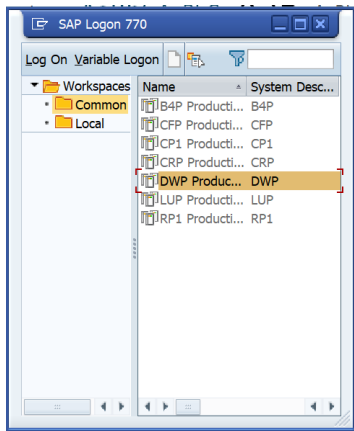 SAP Logon 770
Log On Variable Logon
Workspaces
Common
Local
Name System Desc...
B4P Producti... B4P
CFP Producti... CFP
CP1 Producti... CP1
CRP Producti... CRP
DWP Produc... DWP
LUP Producti... LUP
RP1 Producti... RP1